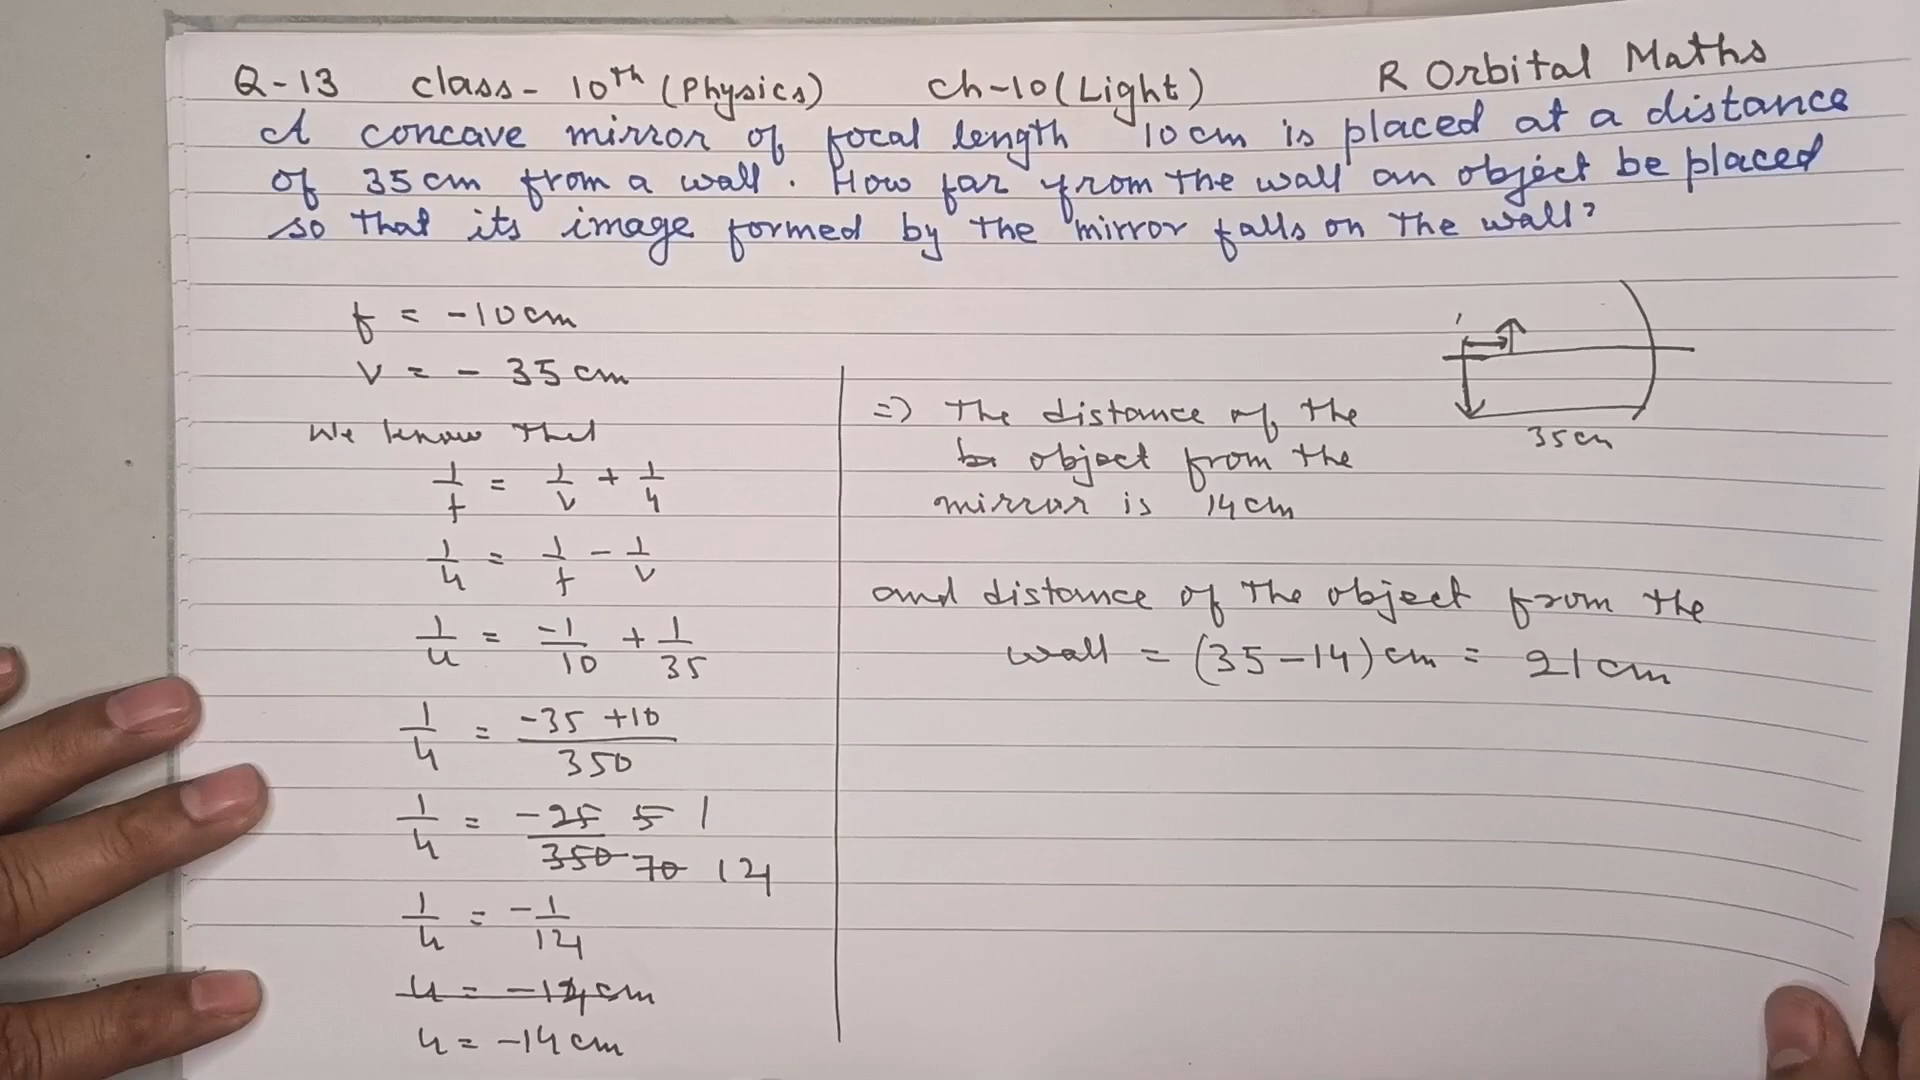 Q-13 class- 10th (Physics) ch-10 (Light) R Orbital Maths
A concave mirror of focal length 10 cm is placed at a distance
of 35 cm from a wall. How far from the wall an object be placed
so that its image formed by the mirror falls on the wall?
f = -10 cm
v = - 35 cm
We know that
1/f = 1/v + 1/u
1/u = 1/f - 1/v
1/u = -1/10 + 1/35
1/u = -35 +10/350
1/u = -25 5 1/350 70 14
1/u = -1/14
u = -14 cm
u = -14 cm
=> The distance of the
object from the
mirror is 14 cm
and distance of the object from the
wall = (35-14) cm = 21 cm
35 cm